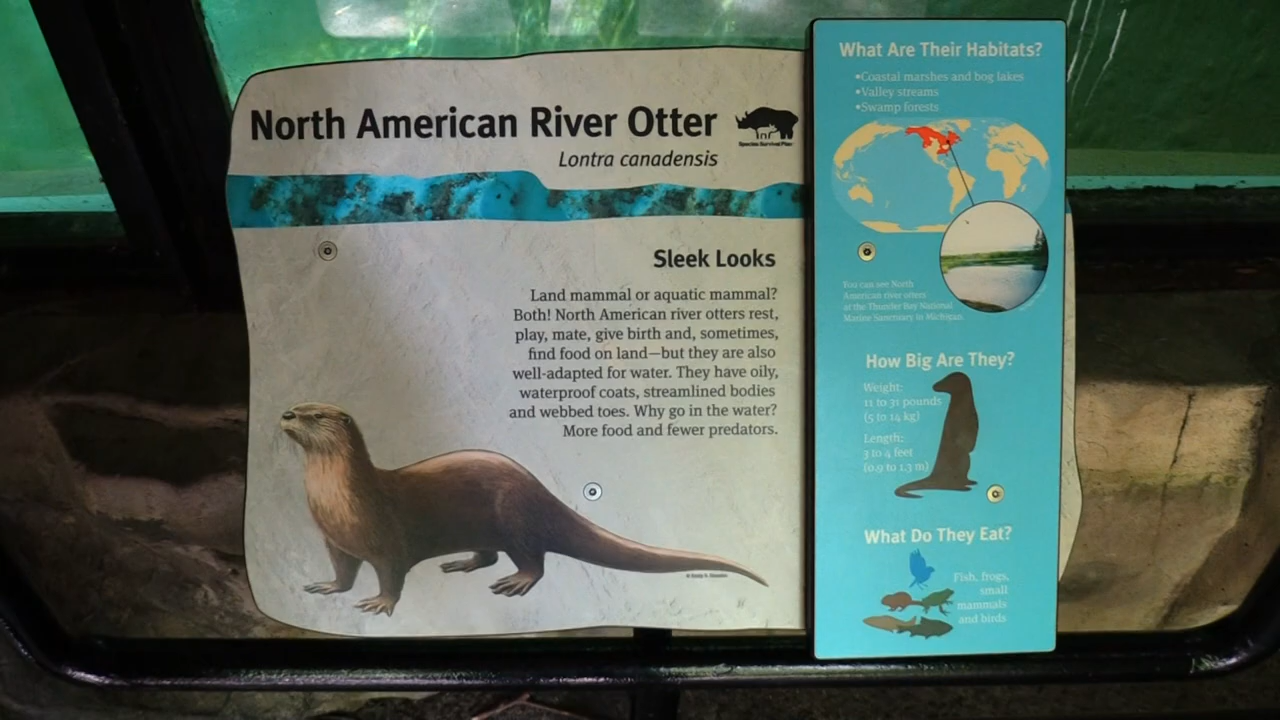 North American River Otter
Species Survival Plan
Lontra canadensis
Sleek Looks
Land mammal or aquatic mammal?
Both! North American river otters rest,
play, mate, give birth and, sometimes,
find food on land—but they are also
well-adapted for water. They have oily,
waterproof coats, streamlined bodies
and webbed toes. Why go in the water?
More food and fewer predators.
What Are Their Habitats?
•Coastal marshes and bog lakes
•Valley streams
•Swamp forests
You can see North
American river otters
at the Thunder Bay National
Marine Sanctuary in Michigan.
How Big Are They?
Weight:
11 to 31 pounds
(5 to 14 kg)
Length:
3 to 4 feet
(0.9 to 1.3 m)
What Do They Eat?
Fish, frogs,
small
mammals
and birds